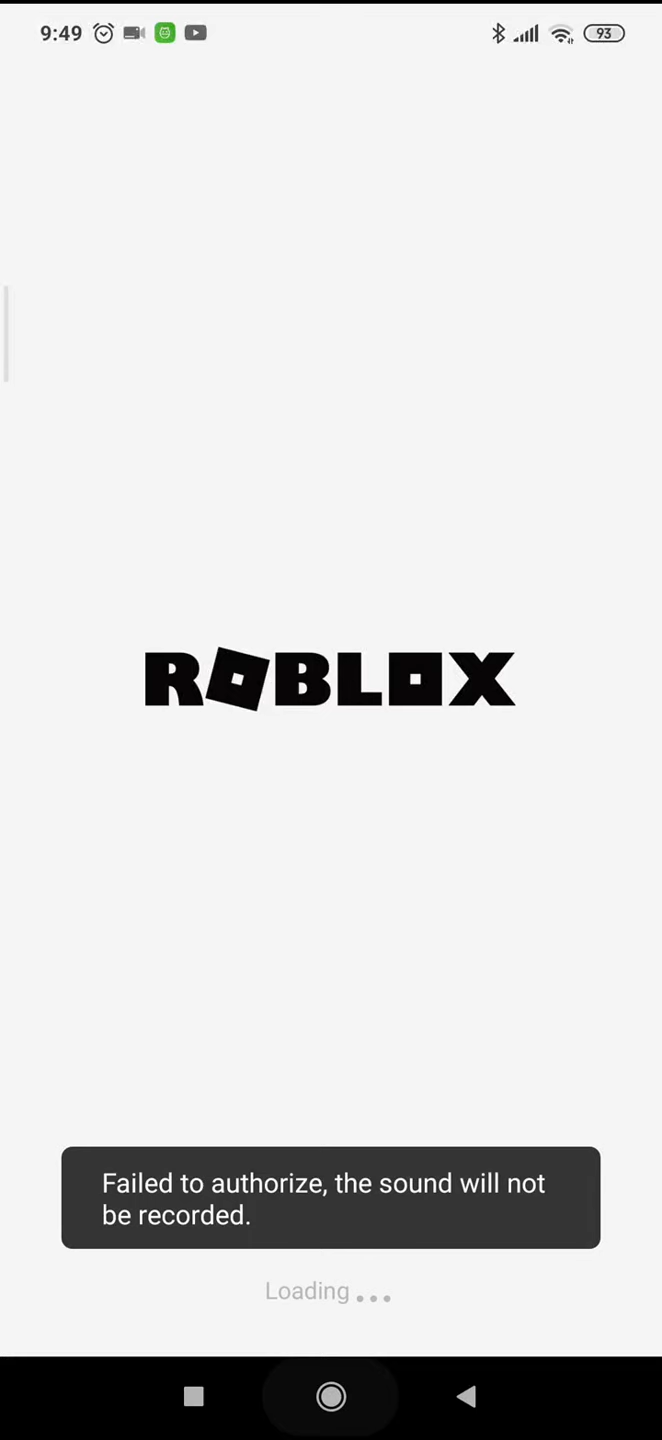 9:49
93
ROBLOX
Failed to authorize, the sound will not
be recorded.
Loading...